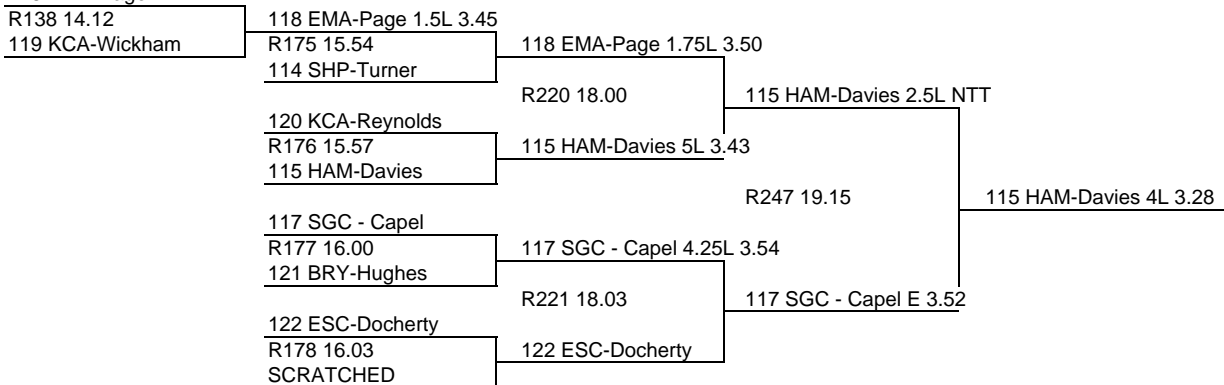 R138 14.12
119 KCA-Wickham
118 EMA-Page 1.5L 3.45
R175 15.54
114 SHP-Turner
118 EMA-Page 1.75L 3.50
R220 18.00
115 HAM-Davies 2.5L NTT
120 KCA-Reynolds
R176 15.57
115 HAM-Davies
115 HAM-Davies 5L 3.43
R247 19.15
115 HAM-Davies 4L 3.28
117 SGC - Capel
R177 16.00
121 BRY-Hughes
117 SGC - Capel 4.25L 3.54
R221 18.03
117 SGC - Capel E 3.52
122 ESC-Docherty
R178 16.03
SCRATCHED
122 ESC-Docherty